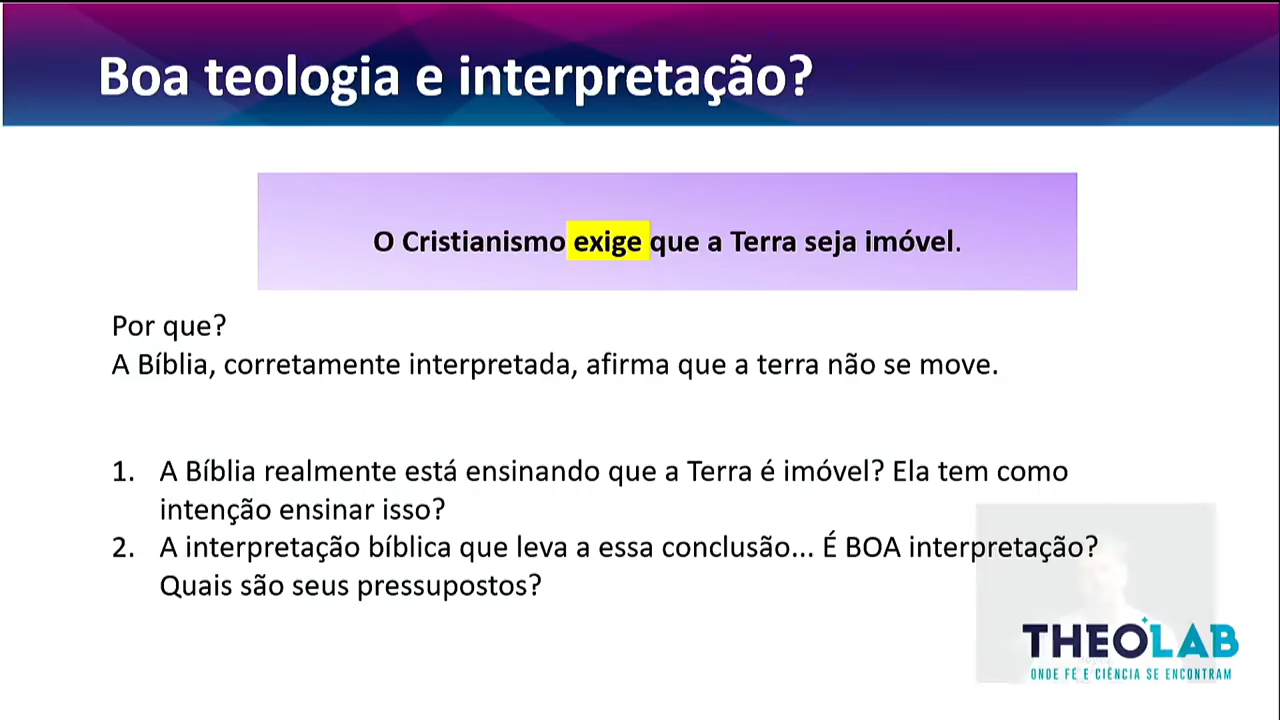 Boa teologia e interpretação?
O Cristianismo exige que a Terra seja imóvel.
Por que?
A Bíblia, corretamente interpretada, afirma que a terra não se move.
1. A Bíblia realmente está ensinando que a Terra é imóvel? Ela tem como
intenção ensinar isso?
2. A interpretação bíblica que leva a essa conclusão... É BOA interpretação?
Quais são seus pressupostos?
THEOLAB
ONDE FÉ E CIÊNCIA SE ENCONTRAM